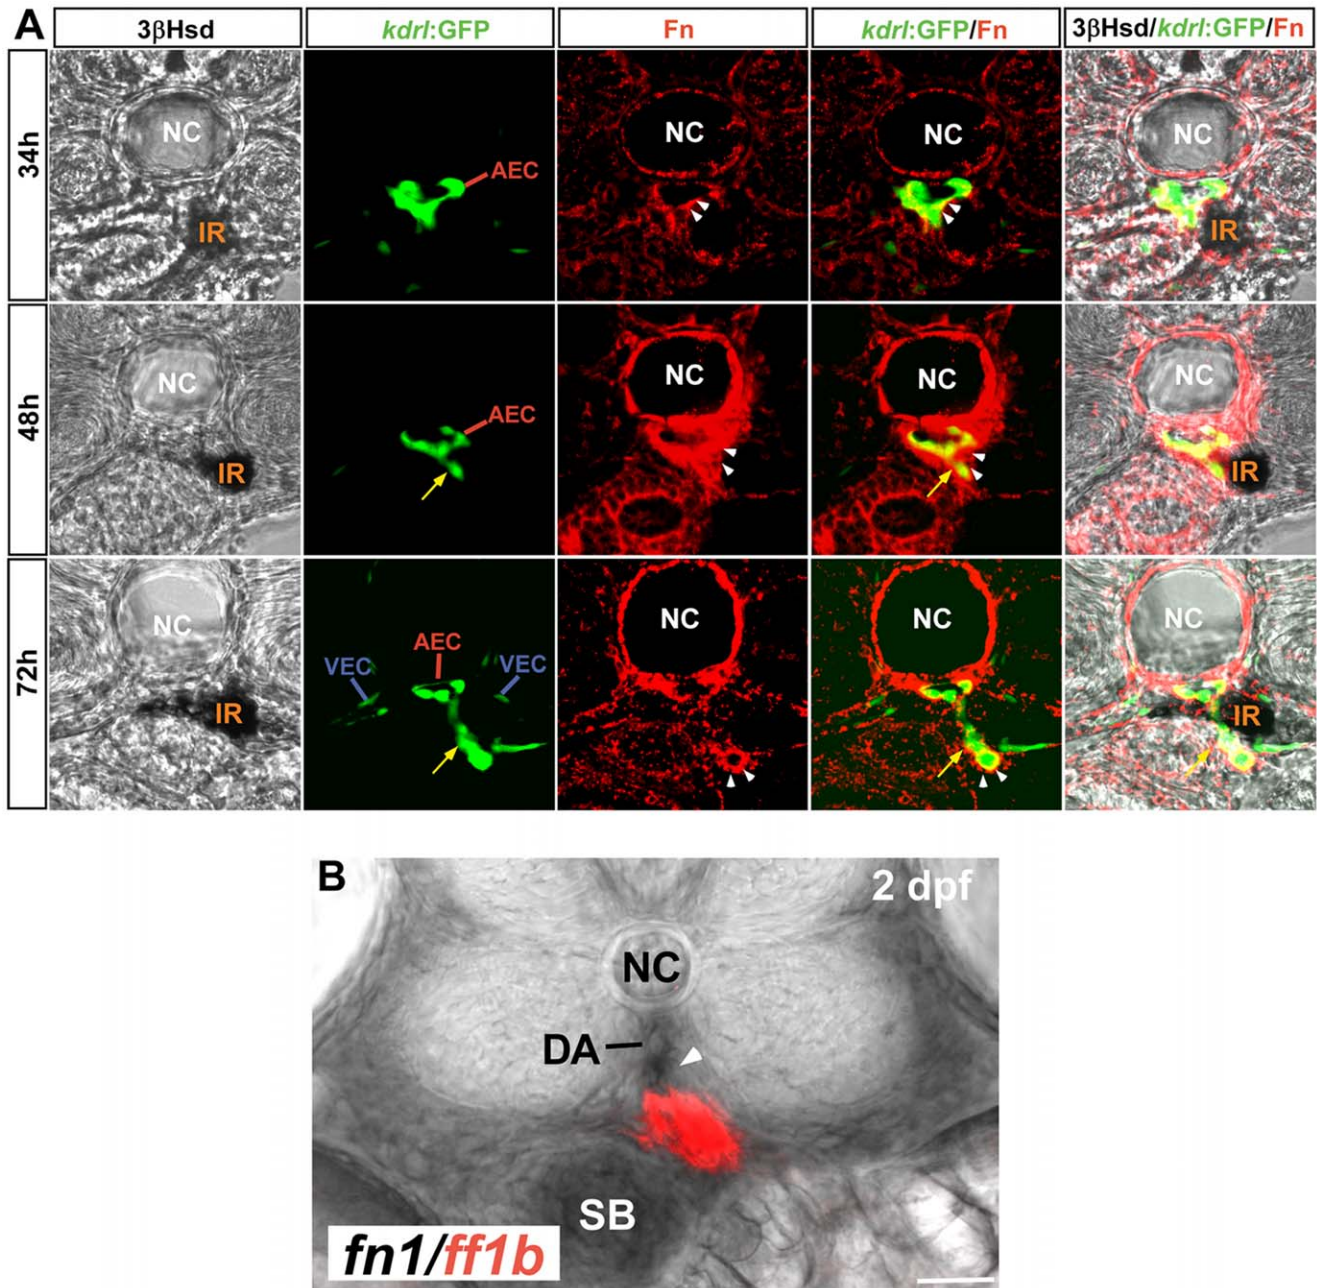 A
3βHsd
kdrl:GFP
Fn
kdrl:GFP/Fn
3βHsd/kdrl:GFP/Fn
34h
NC
IR
AEC
NC
NC
NC
IR
48h
NC
IR
AEC
NC
NC
NC
IR
72h
NC
IR
VEC
AEC
VEC
NC
NC
NC
IR
B
2 dpf
NC
DA
SB
fn1/ff1b